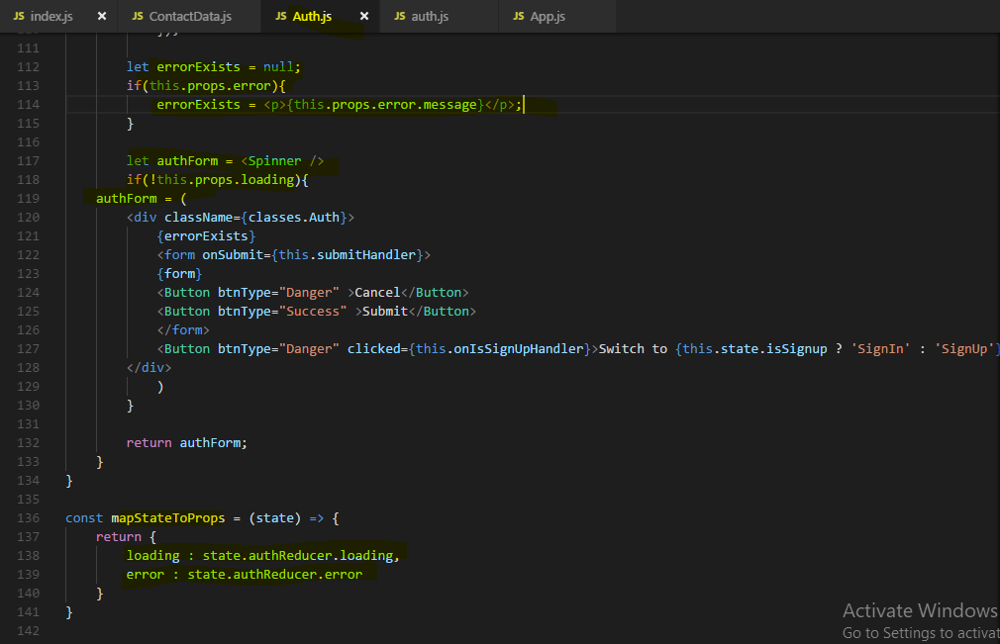 JS index.js × JS ContactData.js JS Auth.js × JS auth.js JS App.js
111
112 let errorExists = null;
113 if(this.props.error){
114 errorExists = <p>{this.props.error.message}</p>;
115 }
116
117 let authForm = <Spinner />
118 if(!this.props.loading){
119 authForm = (
120 <div className={classes.Auth}>
121 {errorExists}
122 <form onSubmit={this.submitHandler}>
123 {form}
124 <Button btnType="Danger" >Cancel</Button>
125 <Button btnType="Success" >Submit</Button>
126 </form>
127 <Button btnType="Danger" clicked={this.onIsSignUpHandler}>Switch to {this.state.isSignup ? 'SignIn' : 'SignUp'}
128 </div>
129 )
130 }
131
132 return authForm;
133 }
134 }
135
136 const mapStateToProps = (state) => {
137 return {
138 loading : state.authReducer.loading,
139 error : state.authReducer.error
140 }
141 }
142
Activate Windows
Go to Settings to activat